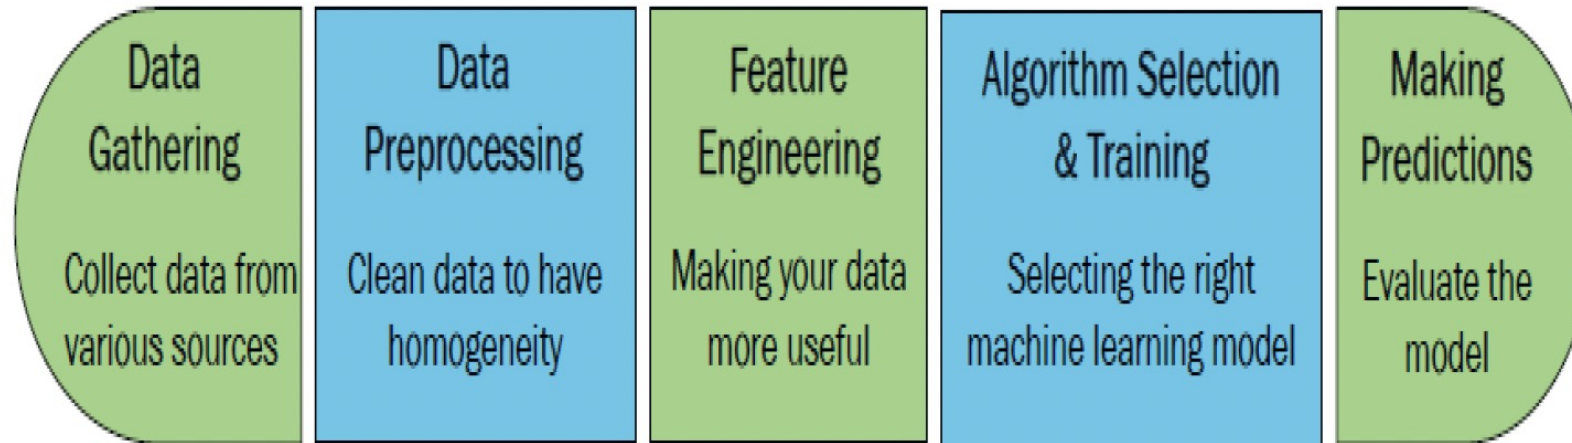 Data
Gathering
Collect data from
various sources
Data
Preprocessing
Clean data to have
homogeneity
Feature
Engineering
Making your data
more useful
Algorithm Selection
& Training
Selecting the right
machine learning model
Making
Predictions
Evaluate the
model